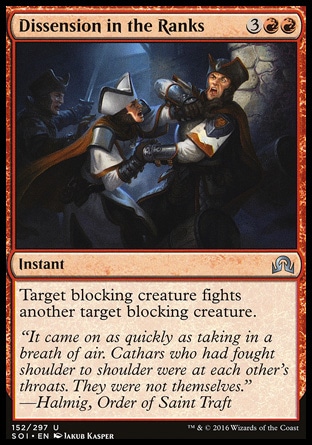 Dissension in the Ranks 3
Instant
Target blocking creature fights
another target blocking creature.
“It came on as quickly as taking in a
breath of air. Cathars who had fought
shoulder to shoulder were at each other’s
throats. They were not themselves.”
—Halmig, Order of Saint Traft
152/297 U
SOI • EN Jakub Kasper
™ & © 2016 Wizards of the Coast